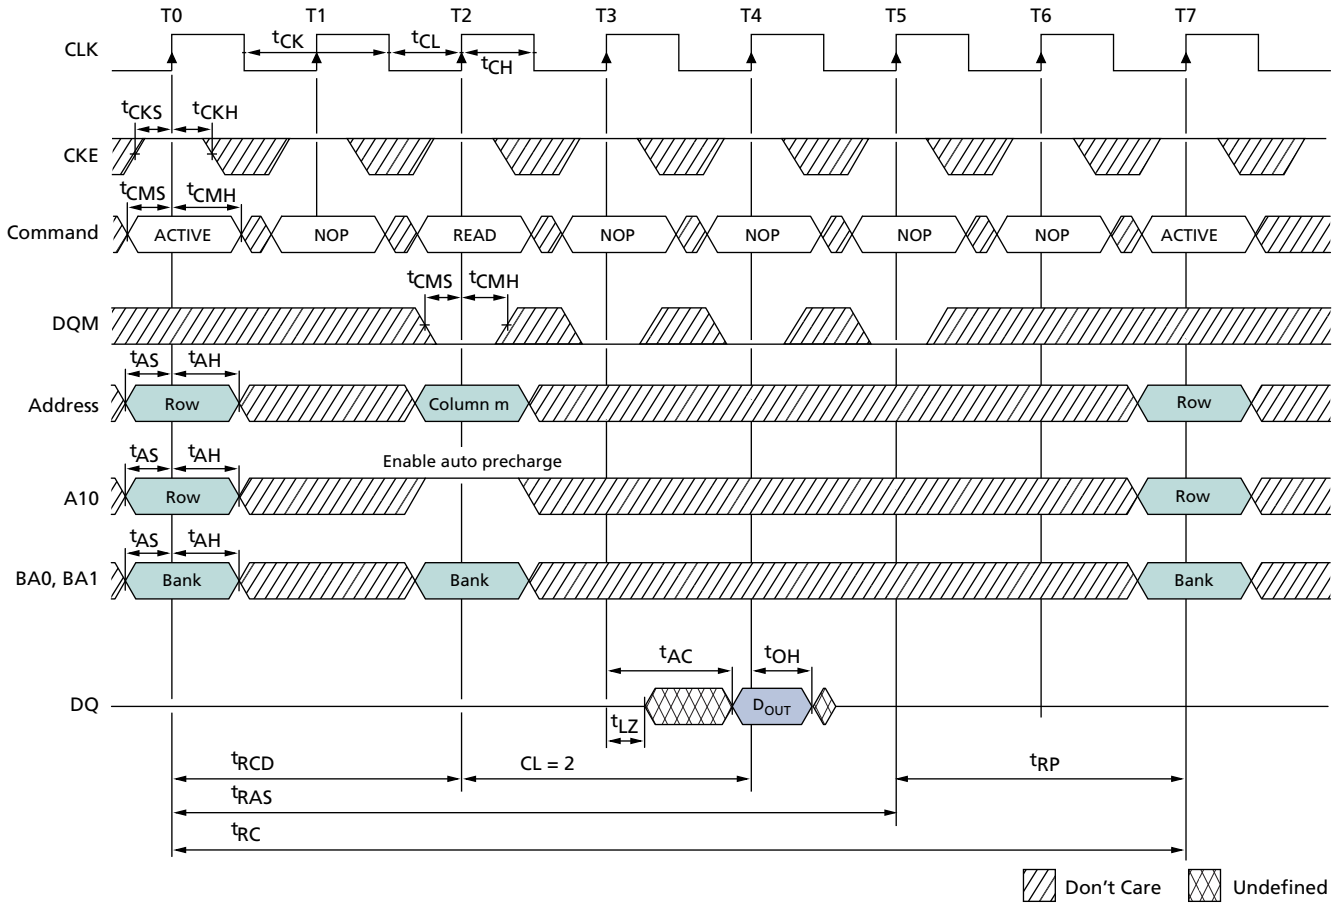 T0 T1 T2 T3 T4 T5 T6 T7
CLK tCK tCL tCH
tCKS tCKH
CKE
tCMS tCMH
Command ACTIVE NOP READ NOP NOP NOP NOP ACTIVE
tCMS tCMH
DQM
tAS tAH
Address Row Column m Row
tAS tAH Enable auto precharge
A10 Row Row
tAS tAH
BA0, BA1 Bank Bank Bank
tAC tOH
DQ DOUT
tLZ
tRCD CL = 2 tRP
tRAS
tRC
Don't Care Undefined